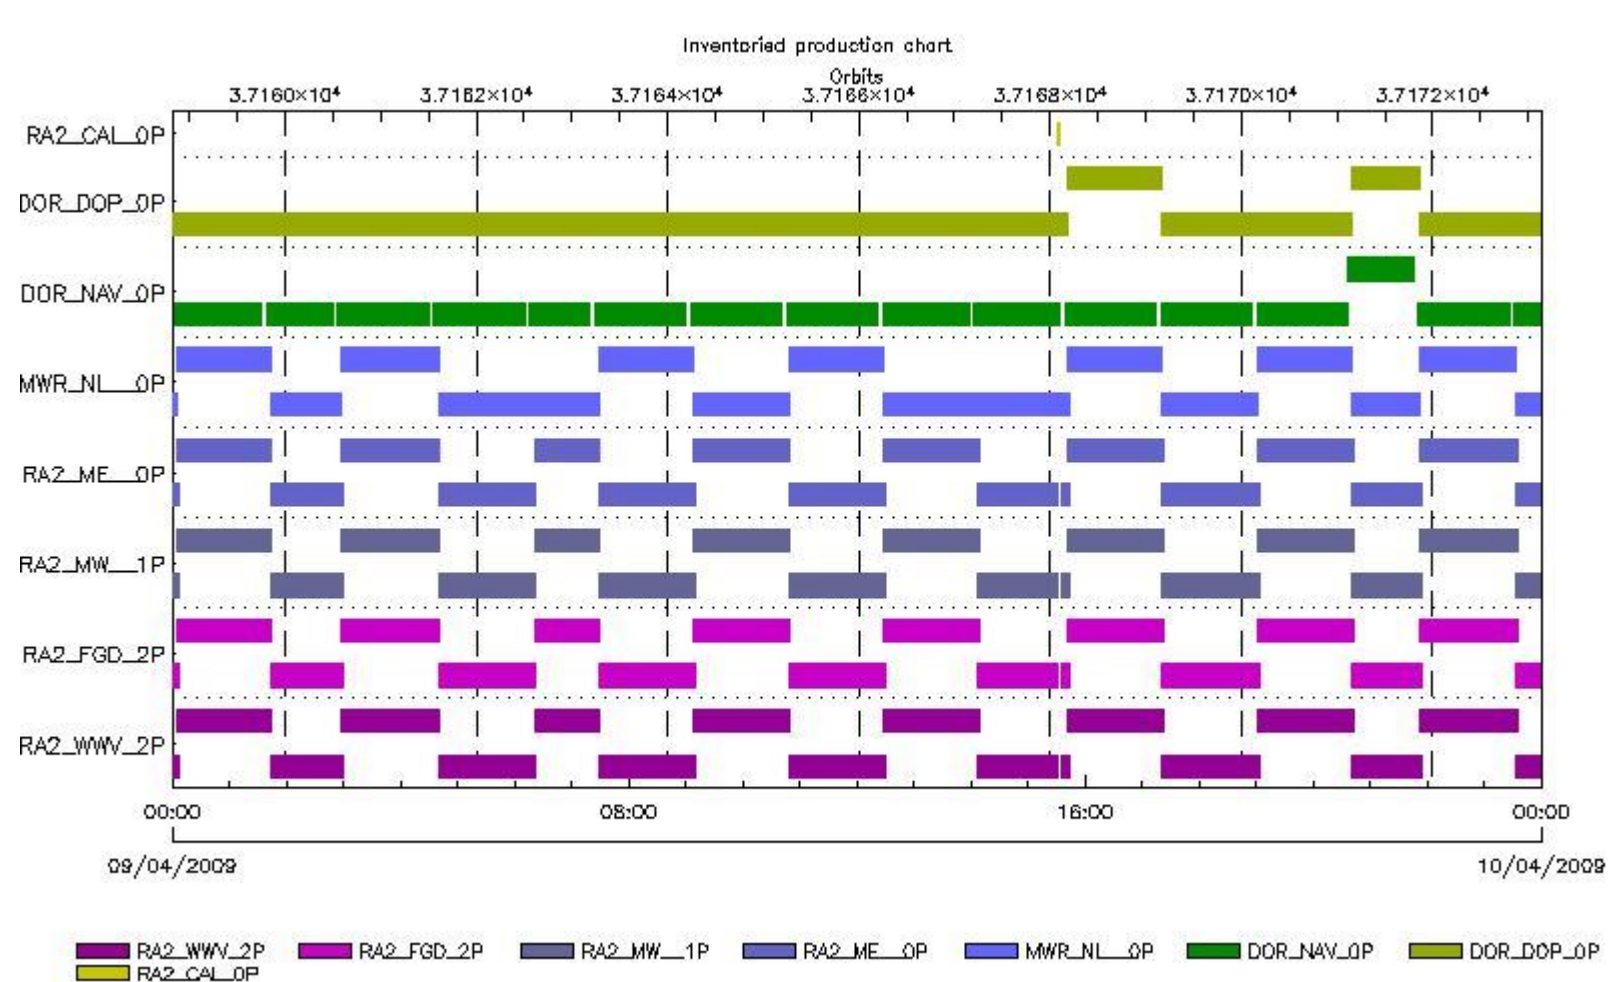 Inventoried production chart
Orbits
3.7160×10⁴ 3.7162×10⁴ 3.7164×10⁴ 3.7166×10⁴ 3.7168×10⁴ 3.7170×10⁴ 3.7172×10⁴
RA2_CAL_0P
DOR_DOP_0P
DOR_NAV_0P
MWR_NL__0P
RA2_ME__0P
RA2_MW__1P
RA2_FGD_2P
RA2_WWV_2P
00:00 08:00 16:00 00:00
09/04/2009 10/04/2009
RA2_WWV_2P RA2_FGD_2P RA2_MW__1P RA2_ME__0P MWR_NL__0P DOR_NAV_0P DOR_DOP_0P
RA2_CAL_0P